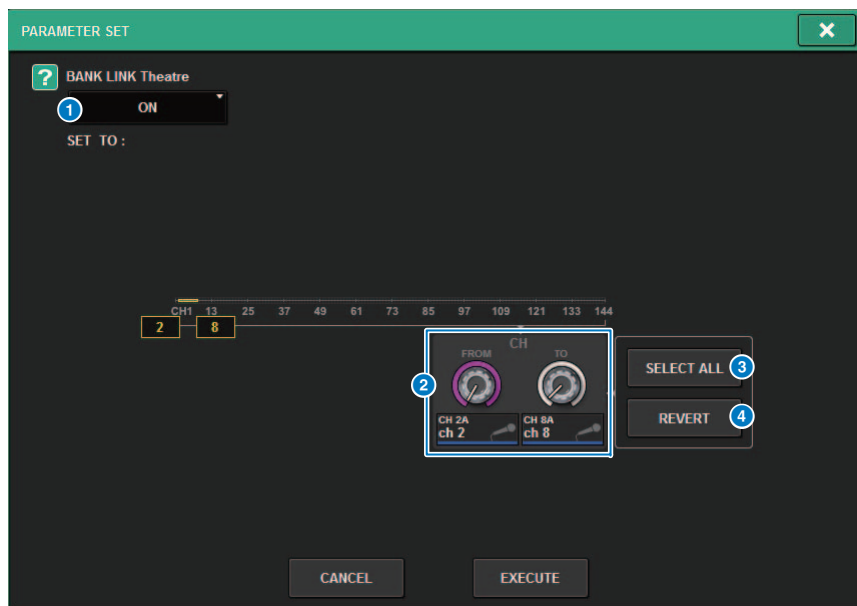 PARAMETER SET
? BANK LINK Theatre
1 ON
SET TO :
CH1 13 25 37 49 61 73 85 97 109 121 133 144
2 8
CH
FROM TO
2
CH 2A CH 8A
ch 2 ch 8
SELECT ALL 3
REVERT 4
CANCEL EXECUTE